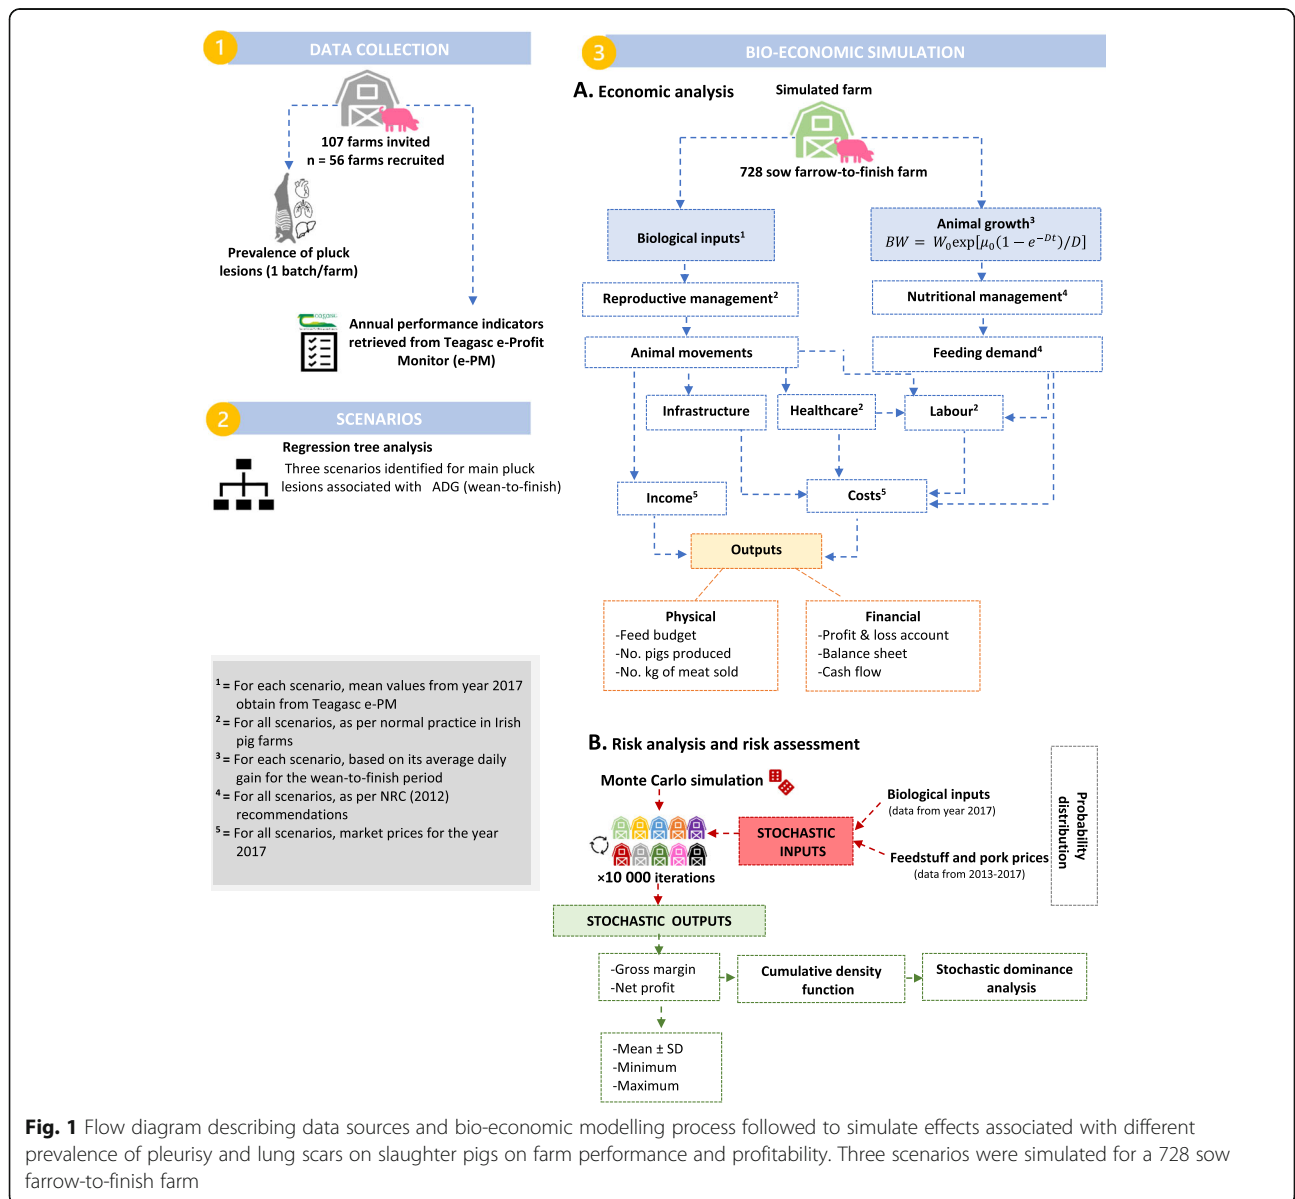 1
DATA COLLECTION
107 farms invited
n = 56 farms recruited
Prevalence of pluck
lesions (1 batch/farm)
Annual performance indicators
retrieved from Teagasc e-Profit
Monitor (e-PM)
2
SCENARIOS
Regression tree analysis
Three scenarios identified for main pluck
lesions associated with ADG (wean-to-finish)
1 = For each scenario, mean values from year 2017
obtain from Teagasc e-PM
2 = For all scenarios, as per normal practice in Irish
pig farms
3 = For each scenario, based on its average daily
gain for the wean-to-finish period
4 = For all scenarios, as per NRC (2012)
recommendations
5 = For all scenarios, market prices for the year
2017
3
BIO-ECONOMIC SIMULATION
A. Economic analysis
Simulated farm
728 sow farrow-to-finish farm
Biological inputs¹
Animal growth³
BW = W₀exp[μ₀(1 − e^{−Dt})/D]
Reproductive management²
Nutritional management⁴
Animal movements
Feeding demand⁴
Infrastructure
Healthcare²
Labour²
Income⁵
Costs⁵
Outputs
Physical
-Feed budget
-No. pigs produced
-No. kg of meat sold
Financial
-Profit & loss account
-Balance sheet
-Cash flow
B. Risk analysis and risk assessment
Monte Carlo simulation
×10 000 iterations
STOCHASTIC
INPUTS
Biological inputs
(data from year 2017)
Feedstuff and pork prices
(data from 2013-2017)
Probability
distribution
STOCHASTIC OUTPUTS
-Gross margin
-Net profit
Cumulative density
function
Stochastic dominance
analysis
-Mean ± SD
-Minimum
-Maximum
Fig. 1 Flow diagram describing data sources and bio-economic modelling process followed to simulate effects associated with different
prevalence of pleurisy and lung scars on slaughter pigs on farm performance and profitability. Three scenarios were simulated for a 728 sow
farrow-to-finish farm